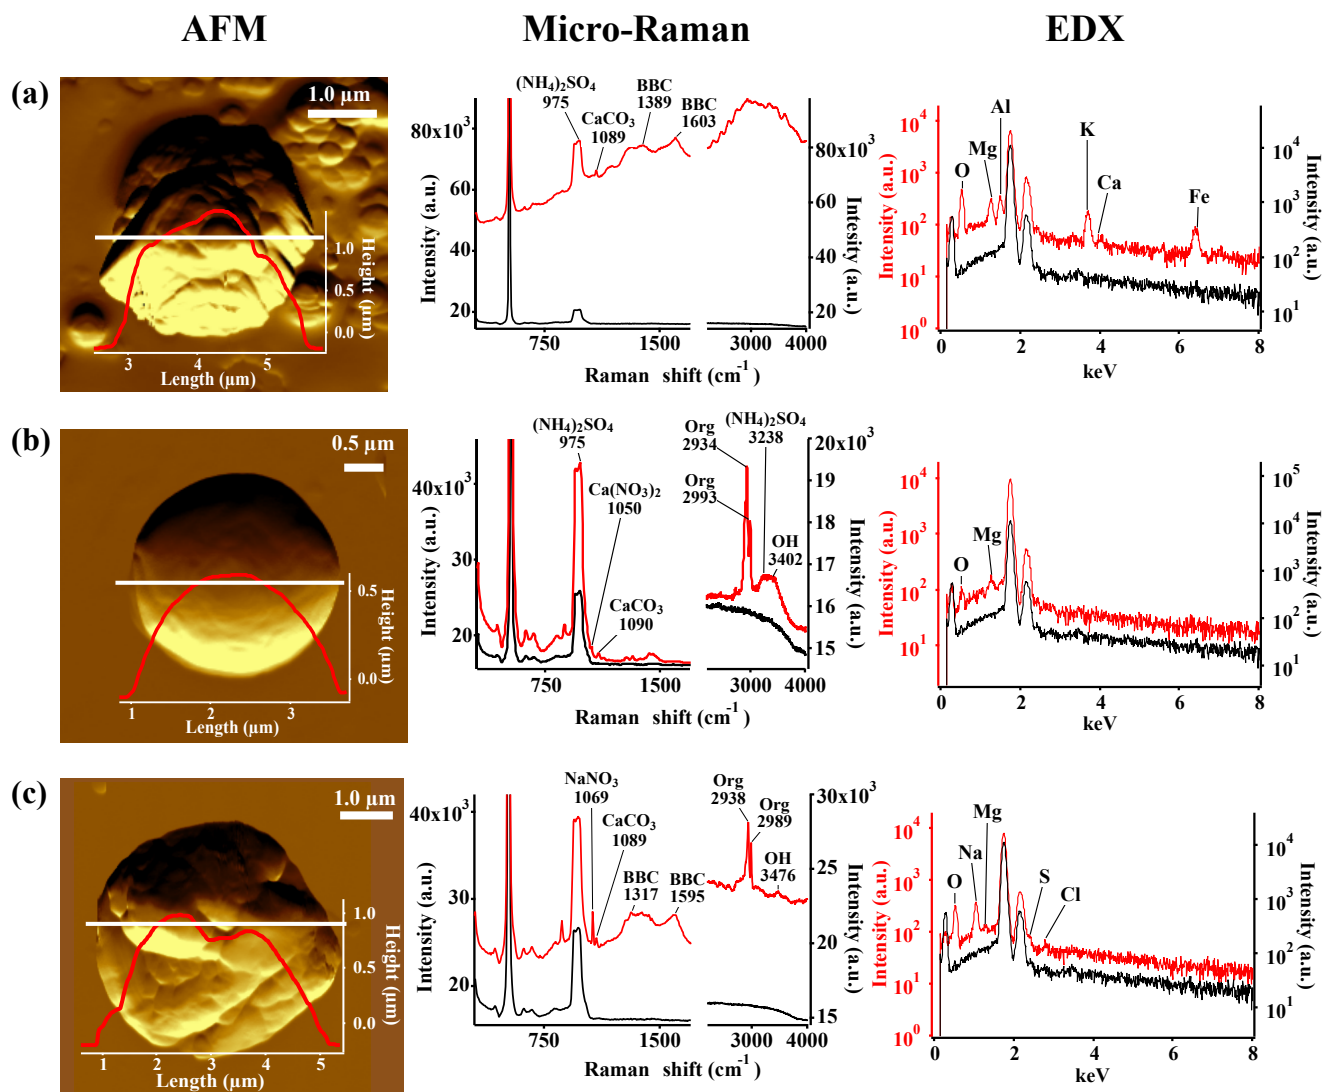 AFM
Micro-Raman
EDX
(a)
1.0 µm
1.0
0.5
0.0
Height (µm)
3 4 5
Length (µm)
(NH₄)₂SO₄
975
CaCO₃
1089
BBC
1389
BBC
1603
80x10³
60
40
20
Intensity (a.u.)
80x10³
60
40
20
Intesity (a.u.)
750 1500 3000 4000
Raman shift (cm⁻¹)
O
Mg
Al
K
Ca
Fe
10⁴
10³
10²
10¹
10⁰
Intensity (a.u.)
10⁴
10³
10²
10¹
Intensity (a.u.)
0 2 4 6 8
keV
(b)
0.5 µm
0.5
0.0
Height (µm)
1 2 3
Length (µm)
(NH₄)₂SO₄
975
Ca(NO₃)₂
1050
CaCO₃
1090
Org
2934
Org
2993
(NH₄)₂SO₄
3238
OH
3402
40x10³
30
20
Intensity (a.u.)
20x10³
19
18
17
16
15
Intensity (a.u.)
750 1500 3000 4000
Raman shift (cm⁻¹)
O
Mg
10⁴
10³
10²
10¹
Intensity (a.u.)
10⁵
10⁴
10³
10²
10¹
Intensity (a.u.)
0 2 4 6 8
keV
(c)
1.0 µm
1.0
0.5
0.0
Height (µm)
1 2 3 4 5
Length (µm)
NaNO₃
1069
CaCO₃
1089
BBC
1317
BBC
1595
Org
2938
Org
2989
OH
3476
40x10³
30
20
Intensity (a.u.)
30x10³
25
20
15
Intensity (a.u.)
750 1500 3000 4000
Raman shift (cm⁻¹)
O
Na
Mg
S
Cl
10⁴
10³
10²
10¹
10⁰
Intensity (a.u.)
10⁴
10³
10²
10¹
Intensity (a.u.)
0 2 4 6 8
keV